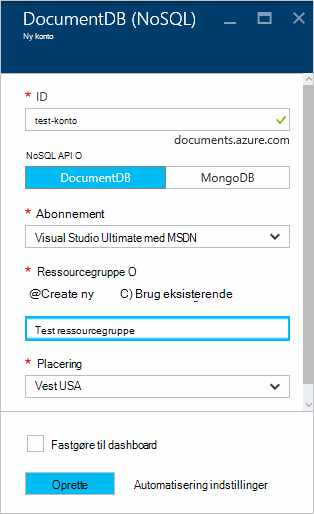 DocumentDB (NoSQL)
Ny konto
* ID
test-konto
documents.azure.com
NoSQL API O
DocumentDB MongoDB
* Abonnement
Visual Studio Ultimate med MSDN
* Ressourcegruppe O
@Create ny C) Brug eksisterende
Test ressourcegruppe
* Placering
Vest USA
Fastgøre til dashboard
Oprette Automatisering indstillinger